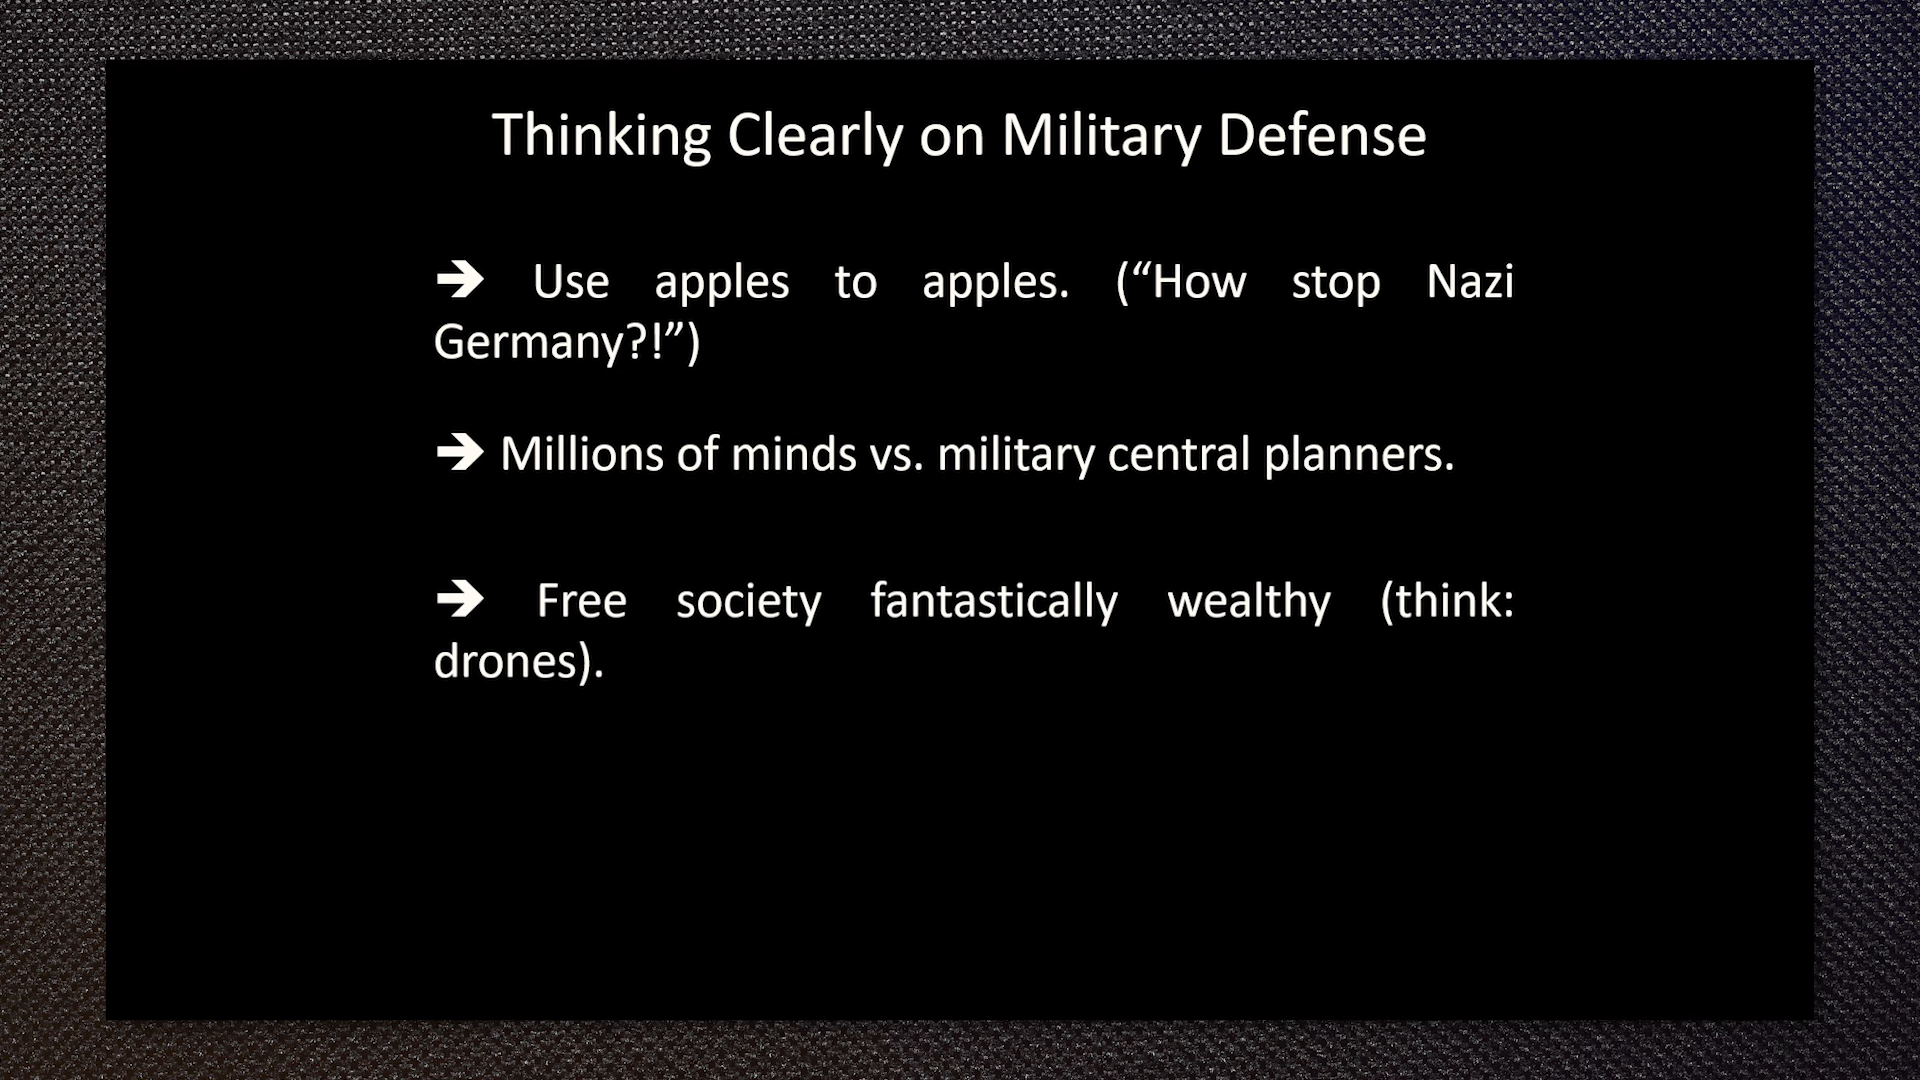 Thinking Clearly on Military Defense
➔ Use apples to apples. (“How stop Nazi
Germany?!”)
➔ Millions of minds vs. military central planners.
➔ Free society fantastically wealthy (think:
drones).